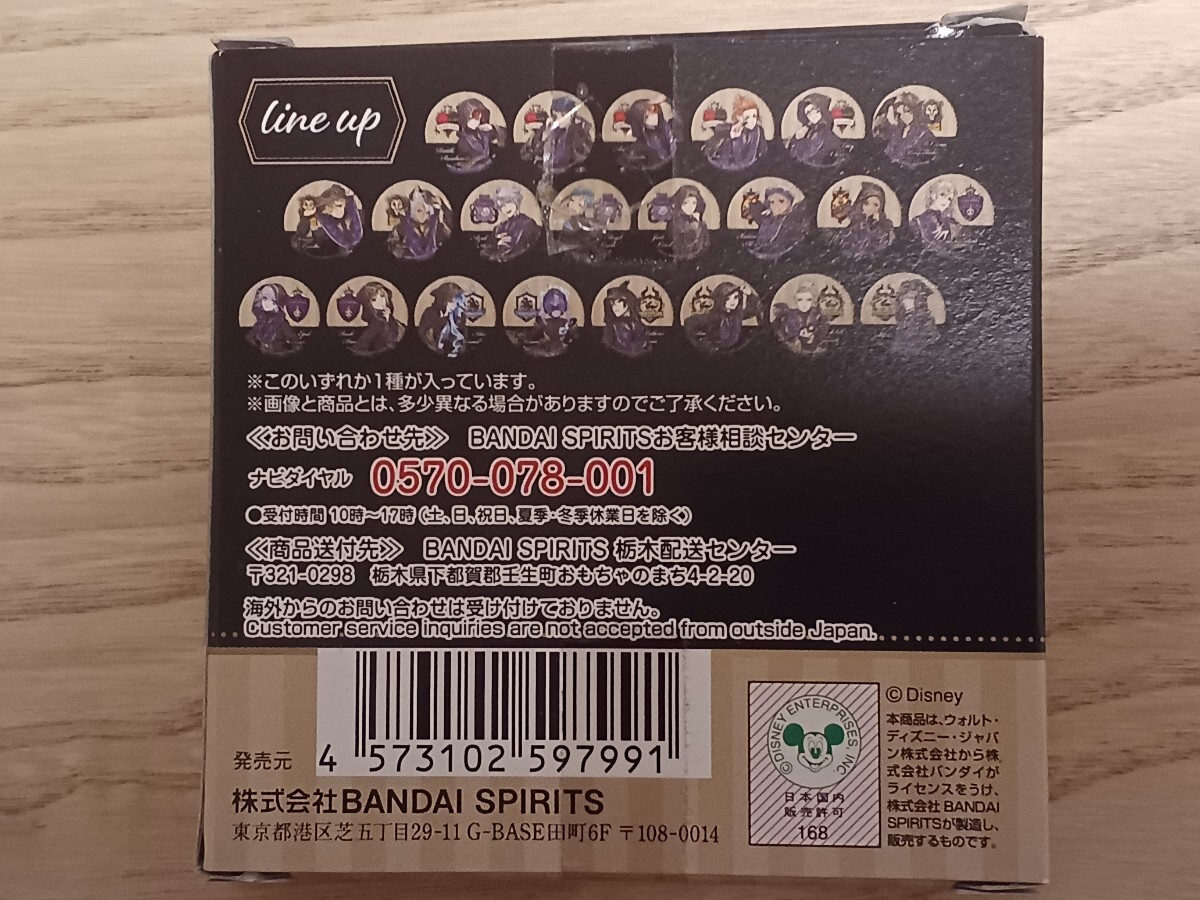 line up
※このいずれか1種が入っています。
※画像と商品とは、多少異なる場合がありますのでご了承ください。
≪お問い合わせ先≫ BANDAI SPIRITSお客様相談センター
ナビダイヤル 0570-078-001
●受付時間 10時～17時 (土、日、祝日、夏季・冬季休業日を除く)
≪商品送付先≫ BANDAI SPIRITS 栃木配送センター
〒321-0298 栃木県下都賀郡壬生町おもちゃのまち4-2-20
海外からのお問い合わせは受け付けておりません。
Customer service inquiries are not accepted from outside Japan.
発売元
4 573102 597991
株式会社BANDAI SPIRITS
東京都港区芝五丁目29-11 G-BASE田町6F 〒108-0014
©DISNEY ENTERPRISES INC.
日本国内
販売許可
168
©Disney
本商品は、ウォルト・
ディズニー・ジャパ
ン株式会社から株
式会社バンダイが
ライセンスをうけ、
株式会社 BANDAI
SPIRITSが製造し、
販売するものです。